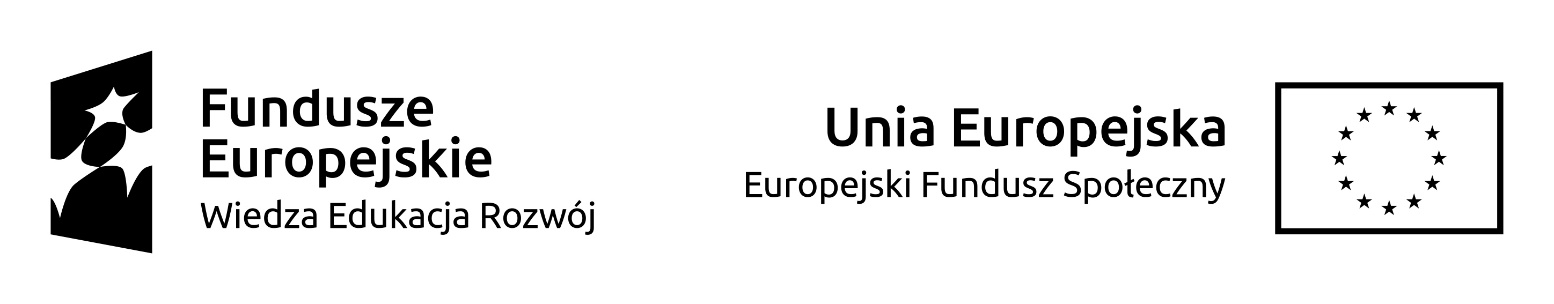 Fundusze
Europejskie
Wiedza Edukacja Rozwój
Unia Europejska
Europejski Fundusz Społeczny